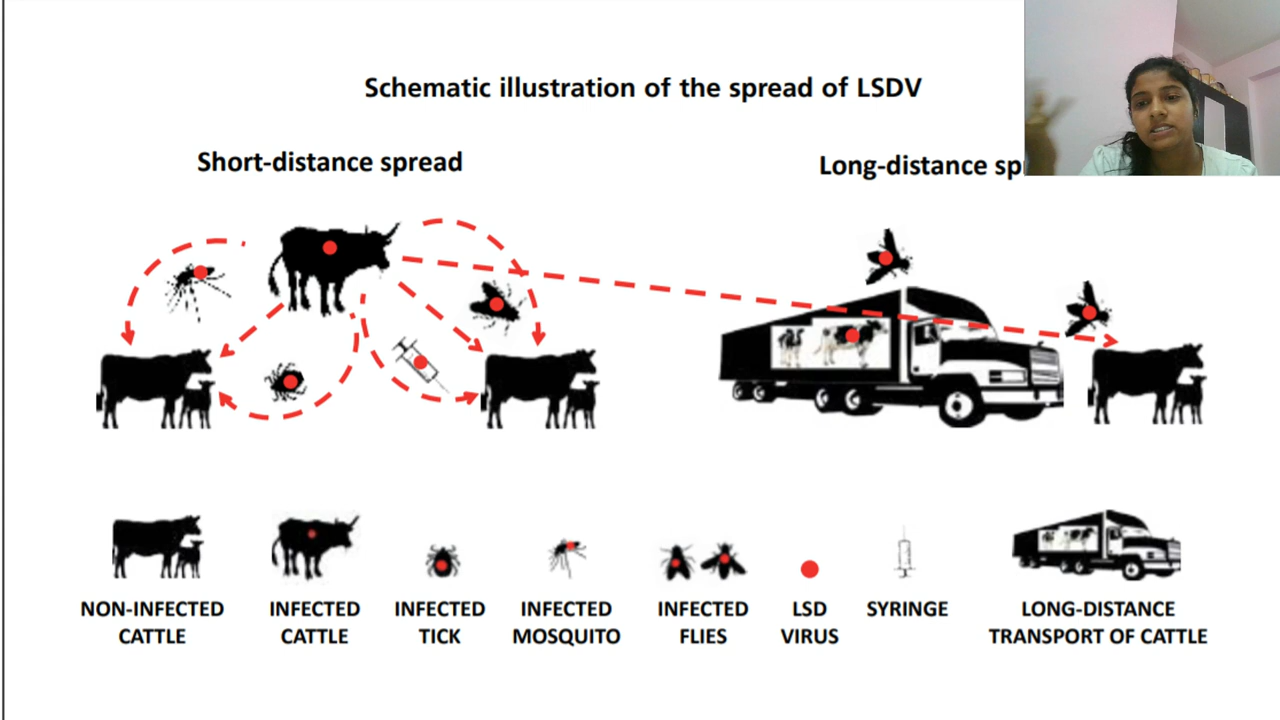 Schematic illustration of the spread of LSDV
Short-distance spread
Long-distance
NON-INFECTED
CATTLE
INFECTED
CATTLE
INFECTED
TICK
INFECTED
MOSQUITO
INFECTED
FLIES
LSD
VIRUS
SYRINGE
LONG-DISTANCE
TRANSPORT OF CATTLE